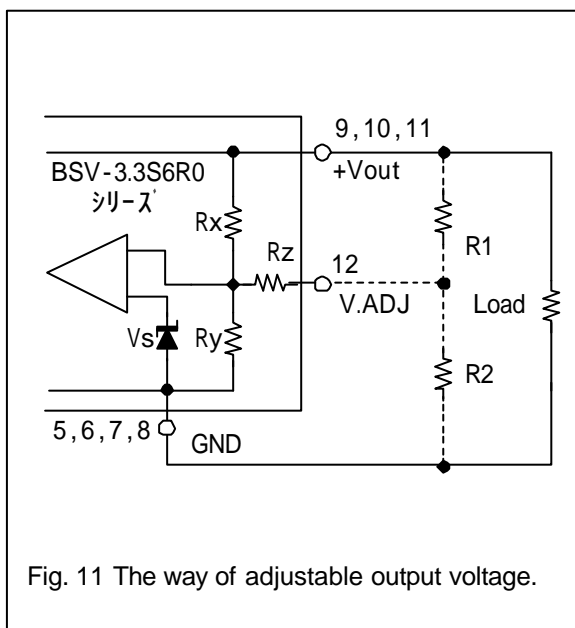 9,10,11
BSV-3.3S6R0
ｼﾘｰｽﾞ
+Vout
Rx
R1
Rz
12
V.ADJ
Load
Vs
Ry
R2
5,6,7,8
GND
Fig. 11 The way of adjustable output voltage.